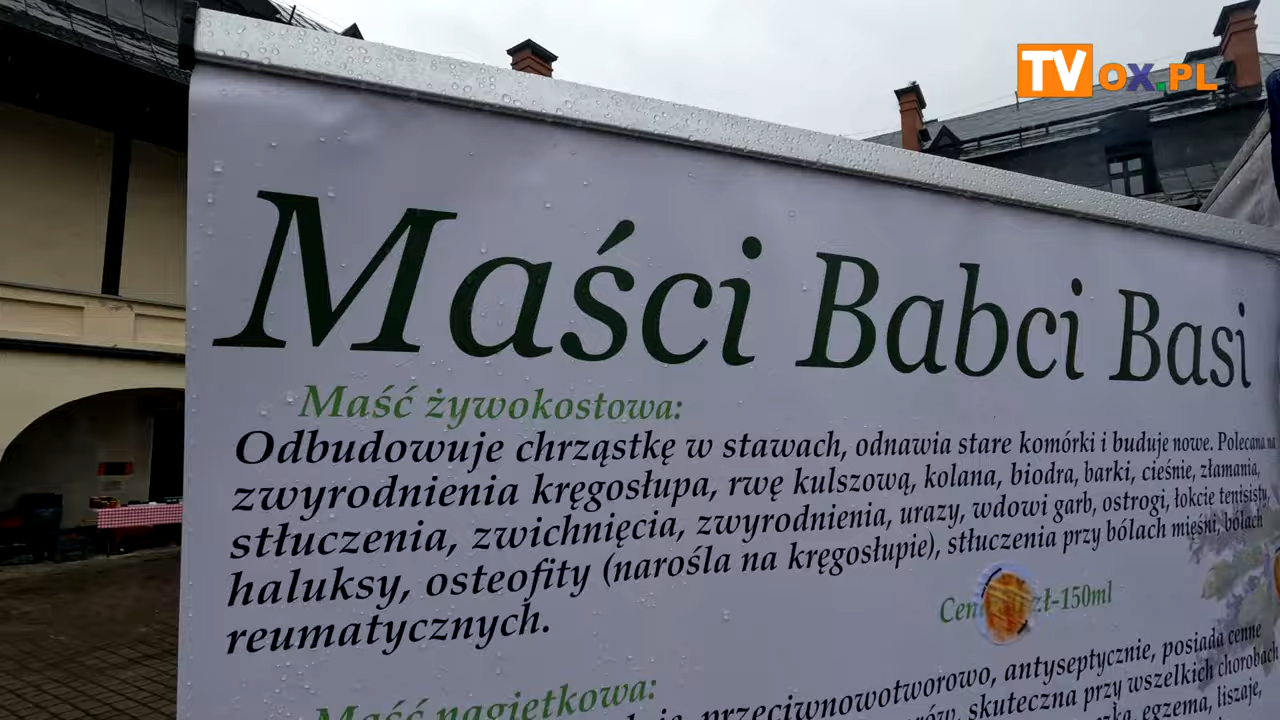 TVOX.PL
Maści Babci Basi
Maść żywokostowa:
Odbudowuje chrząstkę w stawach, odnawia stare komórki i buduje nowe. Polecana na
zwyrodnienia kręgosłupa, rwę kulszową, kolana, biodra, barki, cieśnie, złamania,
stłuczenia, zwichnięcia, zwyrodnienia, urazy, wdowi garb, ostrogi, łokcie tenisisty,
haluksy, osteofity (narośla na kręgosłupie), stłuczenia przy bólach mięśni, bólach
reumatycznych.
zł-150ml
Maść nagietkowa:
przeciwnowotworowo, antyseptycznie, posiada cenne
skuteczna przy wszelkich chorobach
egzema, liszaje,